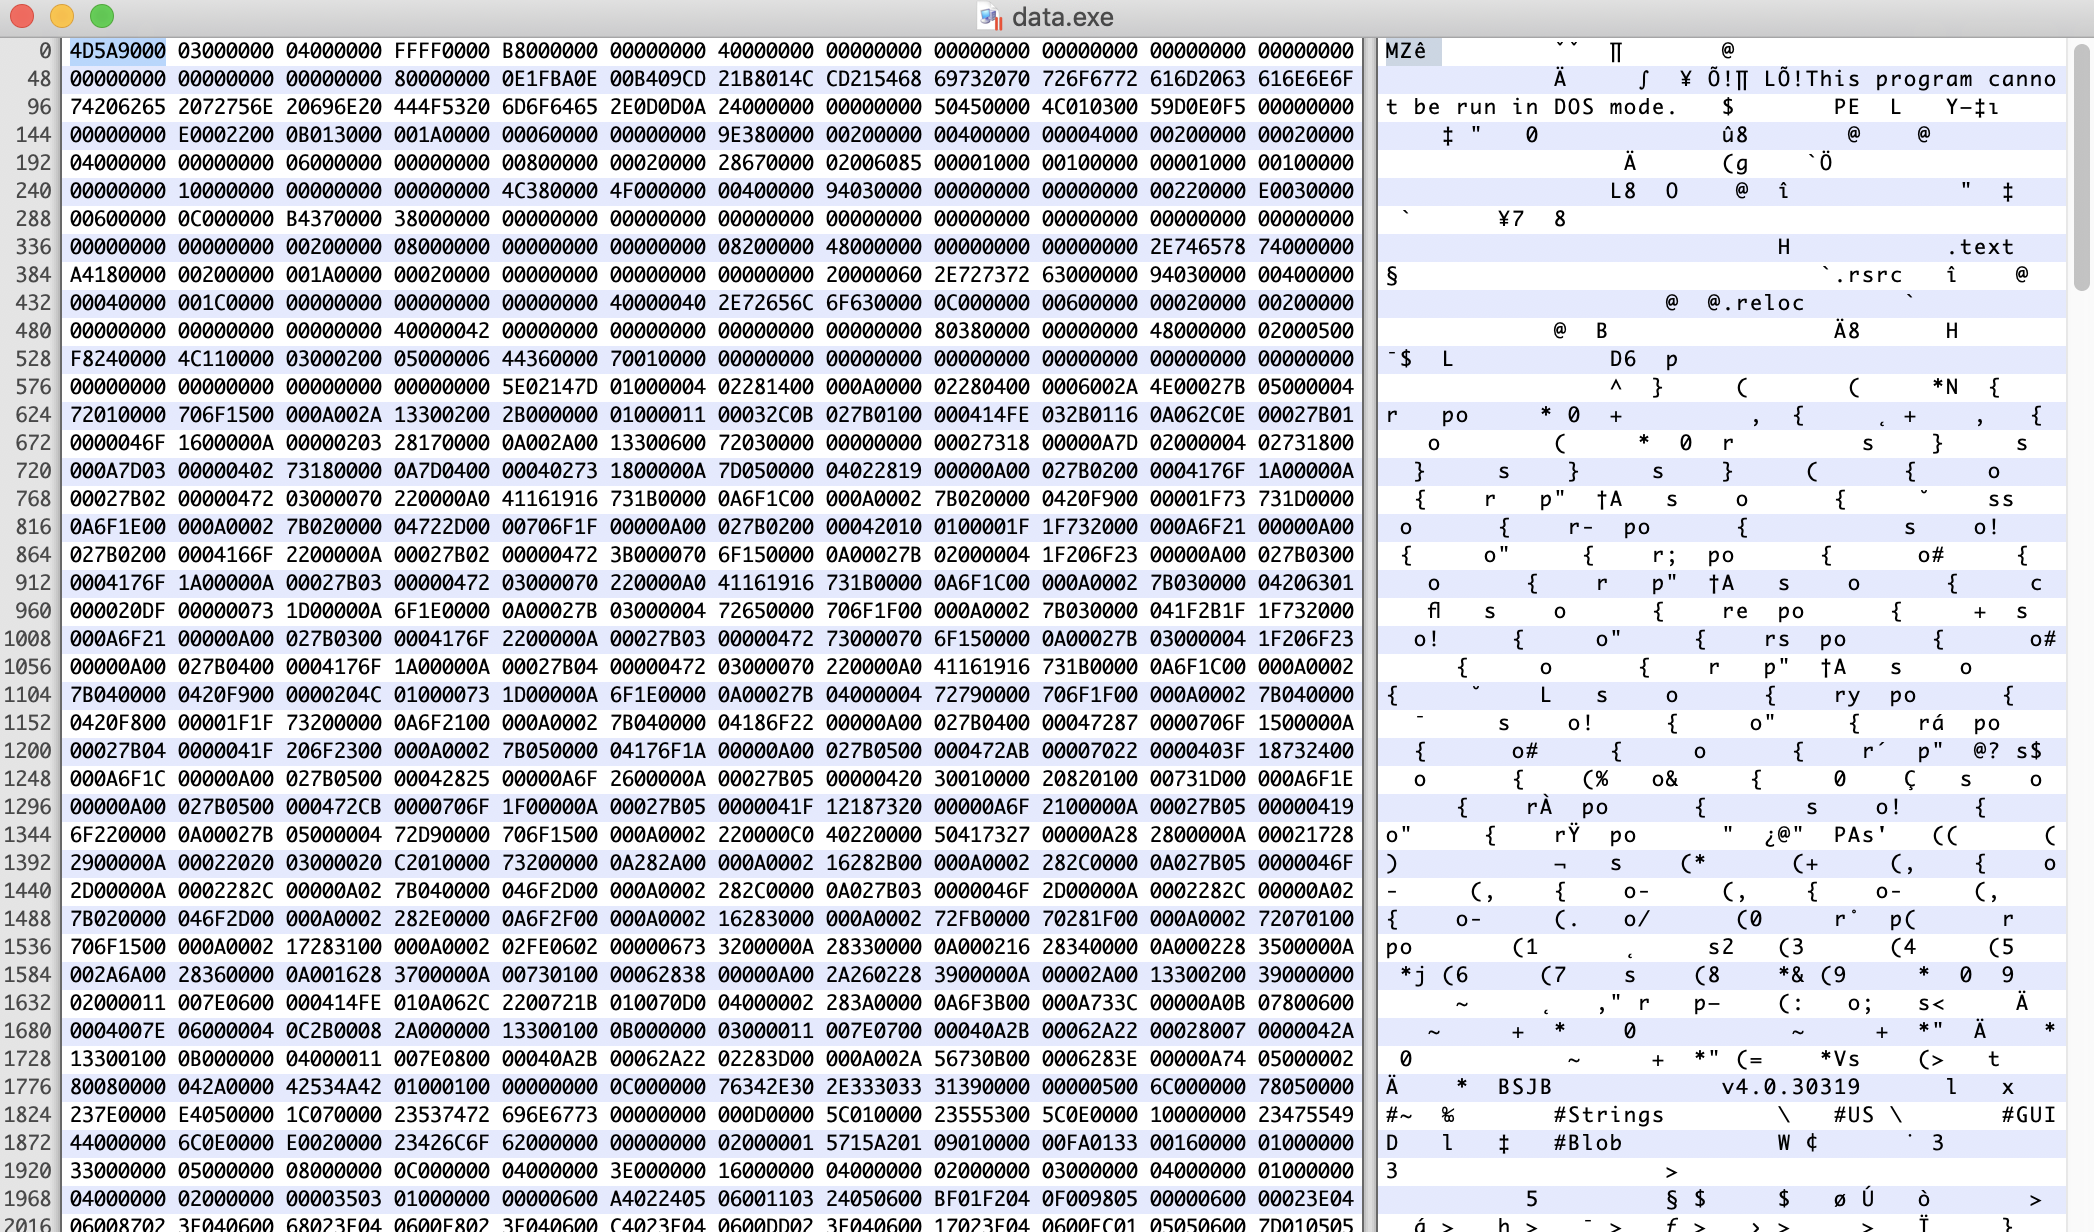 data.exe
0 4D5A9000 03000000 04000000 FFFF0000 B8000000 00000000 40000000 00000000 00000000 00000000 00000000 00000000 MZê ˇˇ ∏ @
48 00000000 00000000 00000000 80000000 0E1FBA0E 00B409CD 21B8014C CD215468 69732070 726F6772 616D2063 616E6E6F Ä ∫ ¥ Õ!∏ LÕ!This program canno
96 74206265 2072756E 20696E20 444F5320 6D6F6465 2E0D0D0A 24000000 00000000 50450000 4C010300 59D0E0F5 00000000 t be run in DOS mode. $ PE L Y–‡ı
144 00000000 E0002200 0B013000 001A0000 00060000 00000000 9E380000 00200000 00400000 00004000 00200000 00020000 ‡ " 0 û8 @ @
192 04000000 00000000 06000000 00000000 00800000 00020000 28670000 02006085 00001000 00100000 00001000 00100000 Ä (g `Ö
240 00000000 10000000 00000000 00000000 4C380000 4F000000 00400000 94030000 00000000 00000000 00220000 E0030000 L8 O @ î " ‡
288 00600000 0C000000 B4370000 38000000 00000000 00000000 00000000 00000000 00000000 00000000 00000000 00000000 ` ¥7 8
336 00000000 00000000 00200000 08000000 00000000 00000000 08200000 48000000 00000000 00000000 2E746578 74000000 H .text
384 A4180000 00200000 001A0000 00020000 00000000 00000000 00000000 20000060 2E727372 63000000 94030000 00400000 § `.rsrc î @
432 00040000 001C0000 00000000 00000000 00000000 40000040 2E72656C 6F630000 0C000000 00600000 00020000 00200000 @ @.reloc `
480 00000000 00000000 00000000 40000042 00000000 00000000 00000000 00000000 80380000 00000000 48000000 02000500 @ B Ä8 H
528 F8240000 4C110000 03000200 05000006 44360000 70010000 00000000 00000000 00000000 00000000 00000000 00000000 ¯$ L D6 p
576 00000000 00000000 00000000 00000000 5E02147D 01000004 02281400 000A0000 02280400 0006002A 4E00027B 05000004 ^ } ( ( *N {
624 72010000 706F1500 000A002A 13300200 2B000000 01000011 00032C0B 027B0100 000414FE 032B0116 0A062C0E 00027B01 r po * 0 + , { ˛ + , {
672 0000046F 1600000A 00000203 28170000 0A002A00 13300600 72030000 00000000 00027318 00000A7D 02000004 02731800 o ( * 0 r s } s
720 000A7D03 00000402 73180000 0A7D0400 00040273 1800000A 7D050000 04022819 00000A00 027B0200 0004176F 1A00000A } s } s } ( { o
768 00027B02 00000472 03000070 220000A0 41161916 731B0000 0A6F1C00 000A0002 7B020000 0420F900 00001F73 731D0000 { r p" †A s o { ˘ ss
816 0A6F1E00 000A0002 7B020000 04722D00 00706F1F 00000A00 027B0200 00042010 0100001F 1F732000 000A6F21 00000A00 o { r- po { s o!
864 027B0200 0004166F 2200000A 00027B02 00000472 3B000070 6F150000 0A00027B 02000004 1F206F23 00000A00 027B0300 { o" { r; po { o# {
912 0004176F 1A00000A 00027B03 00000472 03000070 220000A0 41161916 731B0000 0A6F1C00 000A0002 7B030000 04206301 o { r p" †A s o { c
960 000020DF 00000073 1D00000A 6F1E0000 0A00027B 03000004 72650000 706F1F00 000A0002 7B030000 041F2B1F 1F732000 ﬂ s o { re po { + s
1008 000A6F21 00000A00 027B0300 0004176F 2200000A 00027B03 00000472 73000070 6F150000 0A00027B 03000004 1F206F23 o! { o" { rs po { o#
1056 00000A00 027B0400 0004176F 1A00000A 00027B04 00000472 03000070 220000A0 41161916 731B0000 0A6F1C00 000A0002 { o { r p" †A s o
1104 7B040000 0420F900 0000204C 01000073 1D00000A 6F1E0000 0A00027B 04000004 72790000 706F1F00 000A0002 7B040000 { ˘ L s o { ry po {
1152 0420F800 00001F1F 73200000 0A6F2100 000A0002 7B040000 04186F22 00000A00 027B0400 00047287 0000706F 1500000A ¯ s o! { o" { rá po
1200 00027B04 0000041F 206F2300 000A0002 7B050000 04176F1A 00000A00 027B0500 000472AB 00007022 0000403F 18732400 { o# { o { r´ p" @? s$
1248 000A6F1C 00000A00 027B0500 00042825 00000A6F 2600000A 00027B05 00000420 30010000 20820100 00731D00 000A6F1E o { (% o& { 0 Ç s o
1296 00000A00 027B0500 000472CB 0000706F 1F00000A 00027B05 0000041F 12187320 00000A6F 2100000A 00027B05 00000419 { rÀ po { s o! {
1344 6F220000 0A00027B 05000004 72D90000 706F1500 000A0002 220000C0 40220000 50417327 00000A28 2800000A 00021728 o" { rŸ po " ¿@" PAs' (( (
1392 2900000A 00022020 03000020 C2010000 73200000 0A282A00 000A0002 16282B00 000A0002 282C0000 0A027B05 0000046F ) ¬ s (* (+ (, { o
1440 2D00000A 0002282C 00000A02 7B040000 046F2D00 000A0002 282C0000 0A027B03 0000046F 2D00000A 0002282C 00000A02 - (, { o- (, { o- (,
1488 7B020000 046F2D00 000A0002 282E0000 0A6F2F00 000A0002 16283000 000A0002 72FB0000 70281F00 000A0002 72070100 { o- (. o/ (0 r˚ p( r
1536 706F1500 000A0002 17283100 000A0002 02FE0602 00000673 3200000A 28330000 0A000216 28340000 0A000228 3500000A po (1 ˛ s2 (3 (4 (5
1584 002A6A00 28360000 0A001628 3700000A 00730100 00062838 00000A00 2A260228 3900000A 00002A00 13300200 39000000 *j (6 (7 s (8 *& (9 * 0 9
1632 02000011 007E0600 000414FE 010A062C 2200721B 010070D0 04000002 283A0000 0A6F3B00 000A733C 00000A0B 07800600 ~ ˛ ," r p– (: o; s< Ä
1680 0004007E 06000004 0C2B0008 2A000000 13300100 0B000000 03000011 007E0700 00040A2B 00062A22 00028007 0000042A ~ + * 0 ~ + *" Ä *
1728 13300100 0B000000 04000011 007E0800 00040A2B 00062A22 02283D00 000A002A 56730B00 0006283E 00000A74 05000002 0 ~ + *" (= *Vs (> t
1776 80080000 042A0000 42534A42 01000100 00000000 0C000000 76342E30 2E333033 31390000 00000500 6C000000 78050000 Ä * BSJB v4.0.30319 l x
1824 237E0000 E4050000 1C070000 23537472 696E6773 00000000 000D0000 5C010000 23555300 5C0E0000 10000000 23475549 #~ ‰ #Strings \ #US \ #GUI
1872 44000000 6C0E0000 E0020000 23426C6F 62000000 00000000 02000001 5715A201 09010000 00FA0133 00160000 01000000 D l ‡ #Blob W ¢ ˙ 3
1920 33000000 05000000 08000000 0C000000 04000000 3E000000 16000000 04000000 02000000 03000000 04000000 01000000 3 >
1968 04000000 02000000 00003503 01000000 00000600 A4022405 06001103 24050600 BF01F204 0F009805 00000600 00023E04 5 § $ $ ø Ú ò >